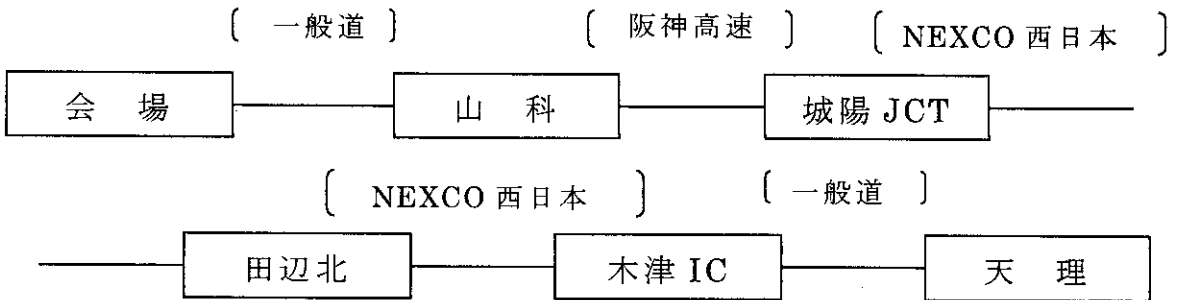 〔 一般道 〕 〔 阪神高速 〕 〔 NEXCO 西日本 〕
会 場 山 科 城陽 JCT
〔 NEXCO 西日本 〕 〔 一般道 〕
田辺北 木津 IC 天 理